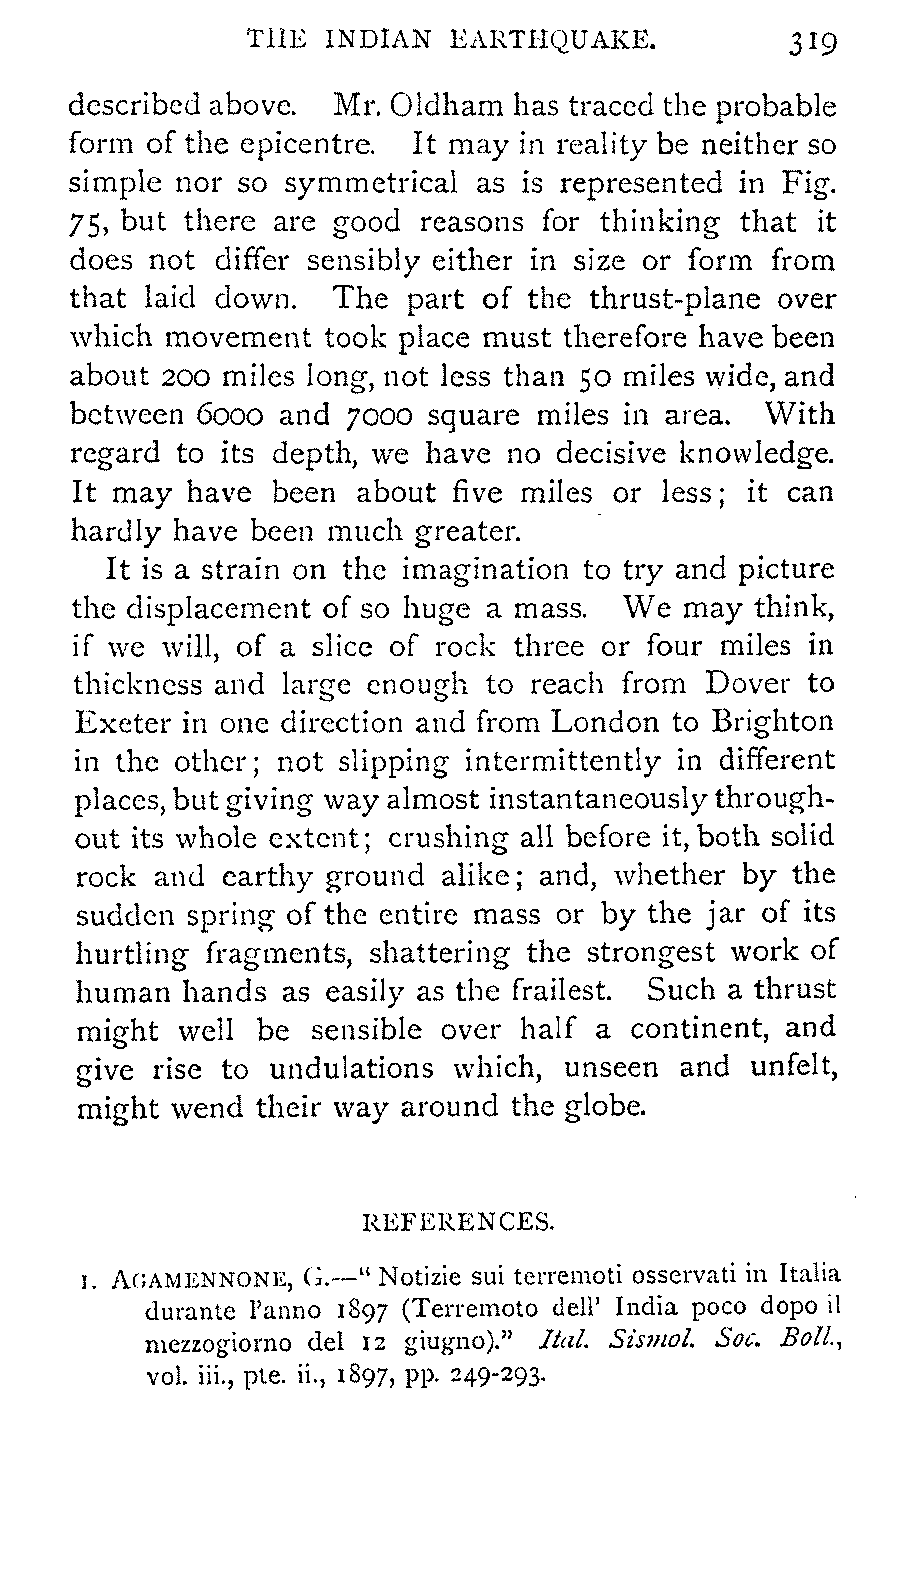 THE INDIAN EARTHQUAKE. 319
described above. Mr. Oldham has traced the probable
form of the epicentre. It may in reality be neither so
simple nor so symmetrical as is represented in Fig.
75, but there are good reasons for thinking that it
does not differ sensibly either in size or form from
that laid down. The part of the thrust-plane over
which movement took place must therefore have been
about 200 miles long, not less than 50 miles wide, and
between 6000 and 7000 square miles in area. With
regard to its depth, we have no decisive knowledge.
It may have been about five miles or less; it can
hardly have been much greater.
It is a strain on the imagination to try and picture
the displacement of so huge a mass. We may think,
if we will, of a slice of rock three or four miles in
thickness and large enough to reach from Dover to
Exeter in one direction and from London to Brighton
in the other; not slipping intermittently in different
places, but giving way almost instantaneously through-
out its whole extent; crushing all before it, both solid
rock and earthy ground alike; and, whether by the
sudden spring of the entire mass or by the jar of its
hurtling fragments, shattering the strongest work of
human hands as easily as the frailest. Such a thrust
might well be sensible over half a continent, and
give rise to undulations which, unseen and unfelt,
might wend their way around the globe.
REFERENCES.
1. AGAMENNONE, G.—“Notizie sui terremoti osservati in Italia
durante l'anno 1897 (Terremoto dell' India poco dopo il
mezzogiorno del 12 giugno).” Ital. Sismol. Soc. Boll.,
vol. iii., pte. ii., 1897, pp. 249-293.